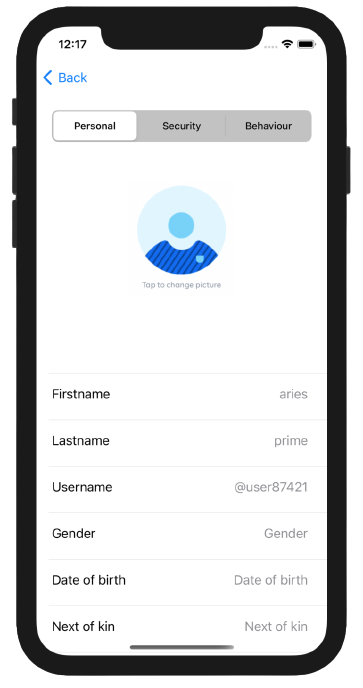 12:17
Back
Personal Security Behaviour
Tap to change picture
Firstname aries
Lastname prime
Username @user87421
Gender Gender
Date of birth Date of birth
Next of kin Next of kin